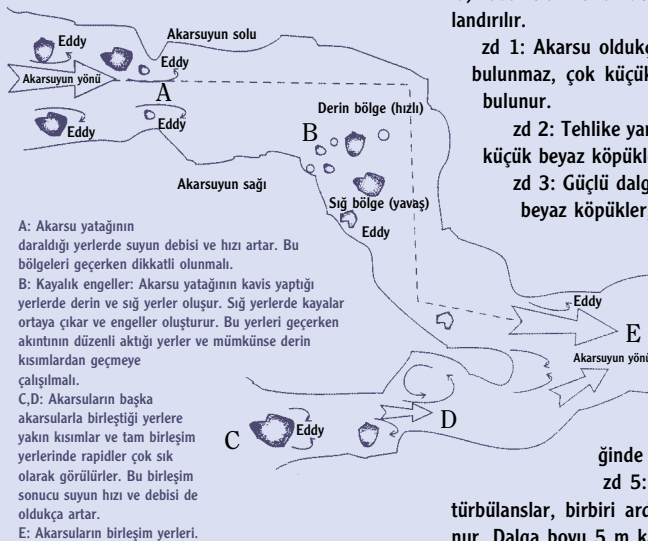 landırılır.
zd 1: Akarsu oldukç
bulunmaz, çok küçük
bulunur.
zd 2: Tehlike yar
küçük beyaz köpükl
zd 3: Güçlü dalg
beyaz köpükler,
Eddy
Akarsuyun solu
Eddy
Akarsuyun yönü
A
Eddy
Eddy
Derin bölge (hızlı)
B
Akarsuyun sağı
Sığ bölge (yavaş)
Eddy
A: Akarsu yatağının
daraldığı yerlerde suyun debisi ve hızı artar. Bu
bölgeleri geçerken dikkatli olunmalı.
B: Kayalık engeller: Akarsu yatağının kavis yaptığı
yerlerde derin ve sığ yerler oluşur. Sığ yerlerde kayalar
ortaya çıkar ve engeller oluşturur. Bu yerleri geçerken
akıntının düzenli aktığı yerler ve mümkünse derin
kısımlardan geçmeye
çalışılmalı.
C,D: Akarsuların başka
akarsularla birleştiği yerlere
yakın kısımlar ve tam birleşim
yerlerinde rapidler çok sık
olarak görülürler. Bu birleşim
sonucu suyun hızı ve debisi de
oldukça artar.
E: Akarsuların birleşim yerleri.
Eddy
E
Akarsuyun yönü
D
C
Eddy
ğinde
zd 5:
türbülanslar, birbiri ard
nur. Dalga boyu 5 m k